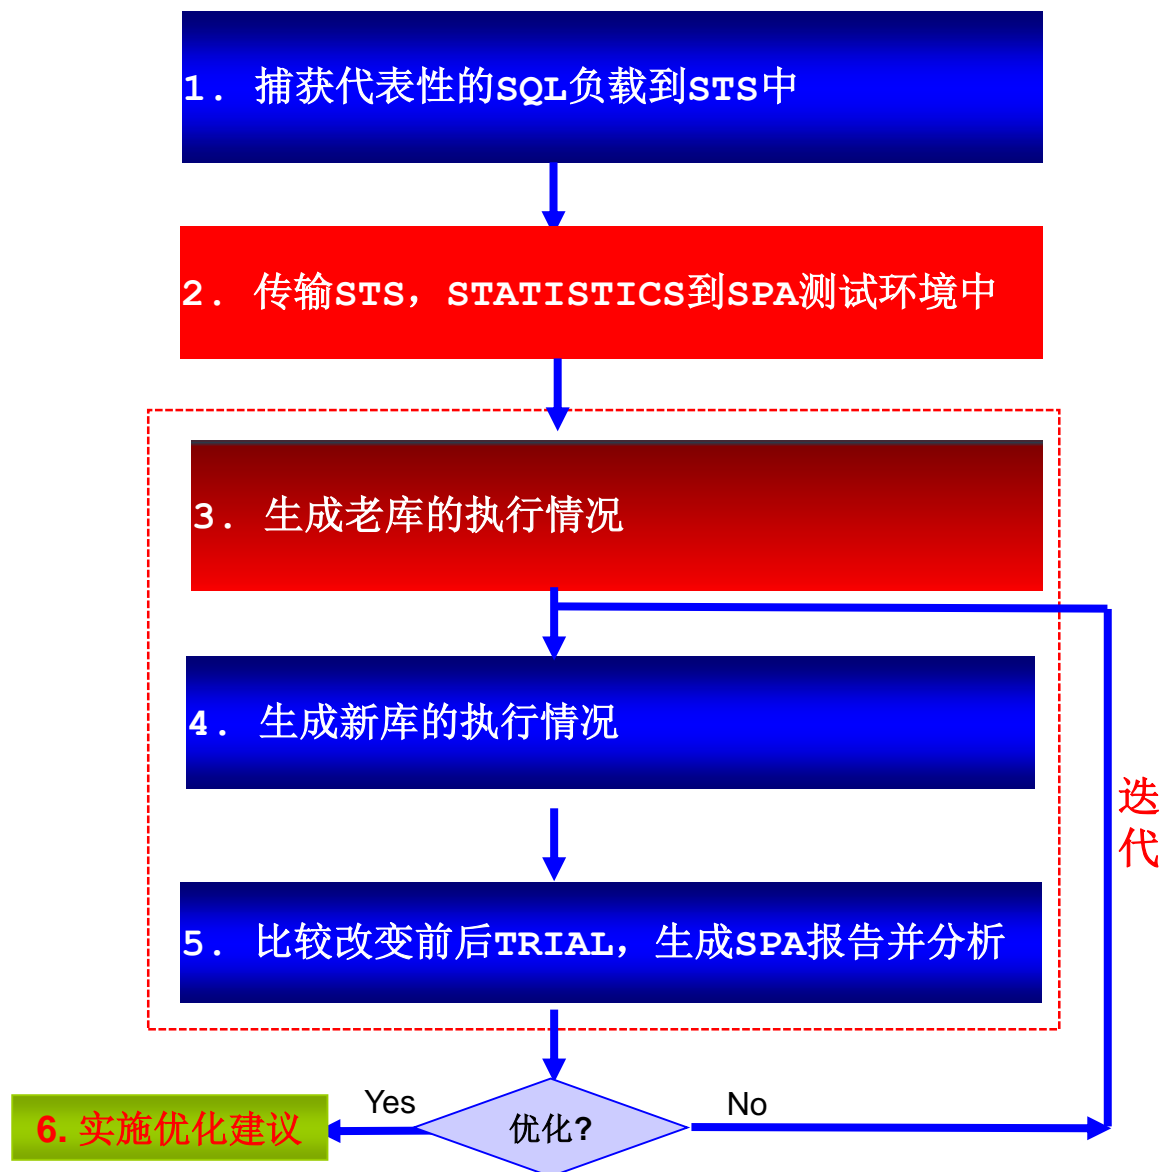 1. 捕获代表性的SQL负载到STS中
2. 传输STS，STATISTICS到SPA测试环境中
3. 生成老库的执行情况
4. 生成新库的执行情况
迭
代
5. 比较改变前后TRIAL，生成SPA报告并分析
Yes
No
优化?
6. 实施优化建议